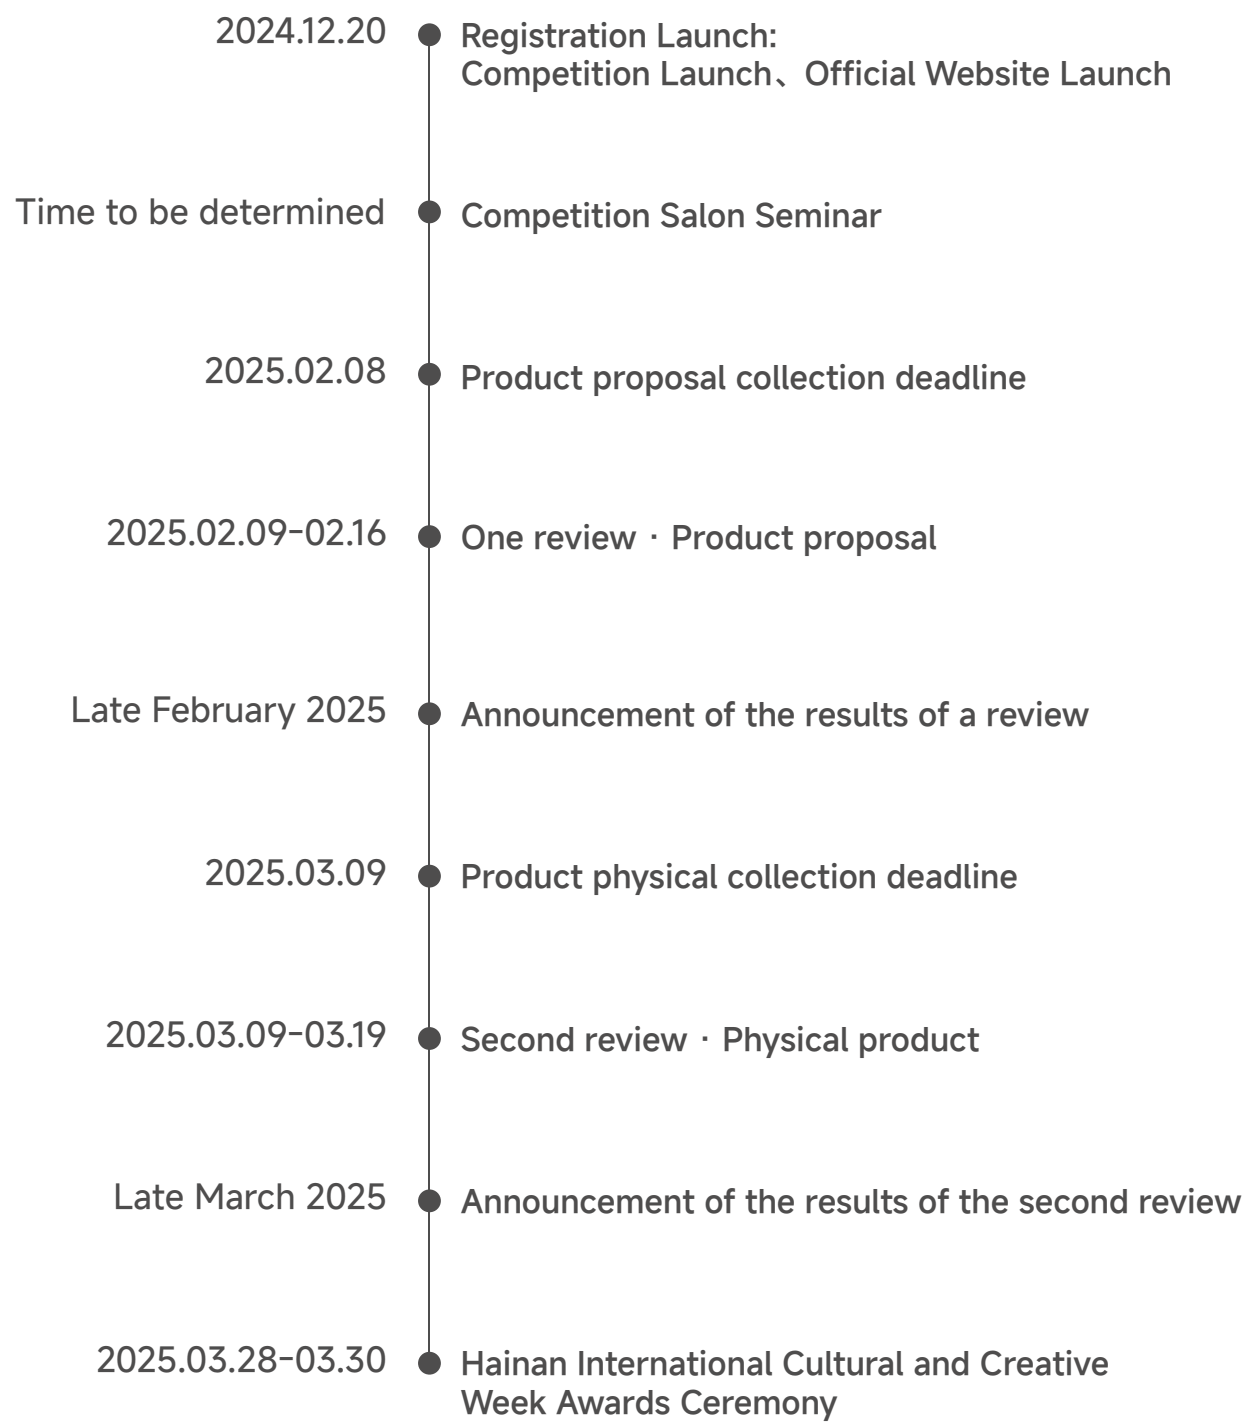 2024.12.20
Registration Launch:
Competition Launch、Official Website Launch
Time to be determined
Competition Salon Seminar
2025.02.08
Product proposal collection deadline
2025.02.09-02.16
One review · Product proposal
Late February 2025
Announcement of the results of a review
2025.03.09
Product physical collection deadline
2025.03.09-03.19
Second review · Physical product
Late March 2025
Announcement of the results of the second review
2025.03.28-03.30
Hainan International Cultural and Creative
Week Awards Ceremony